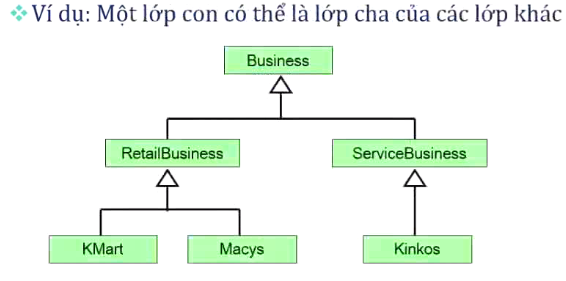 Ví dụ: Một lớp con có thể là lớp cha của các lớp khác
Business
RetailBusiness
ServiceBusiness
KMart
Macys
Kinkos